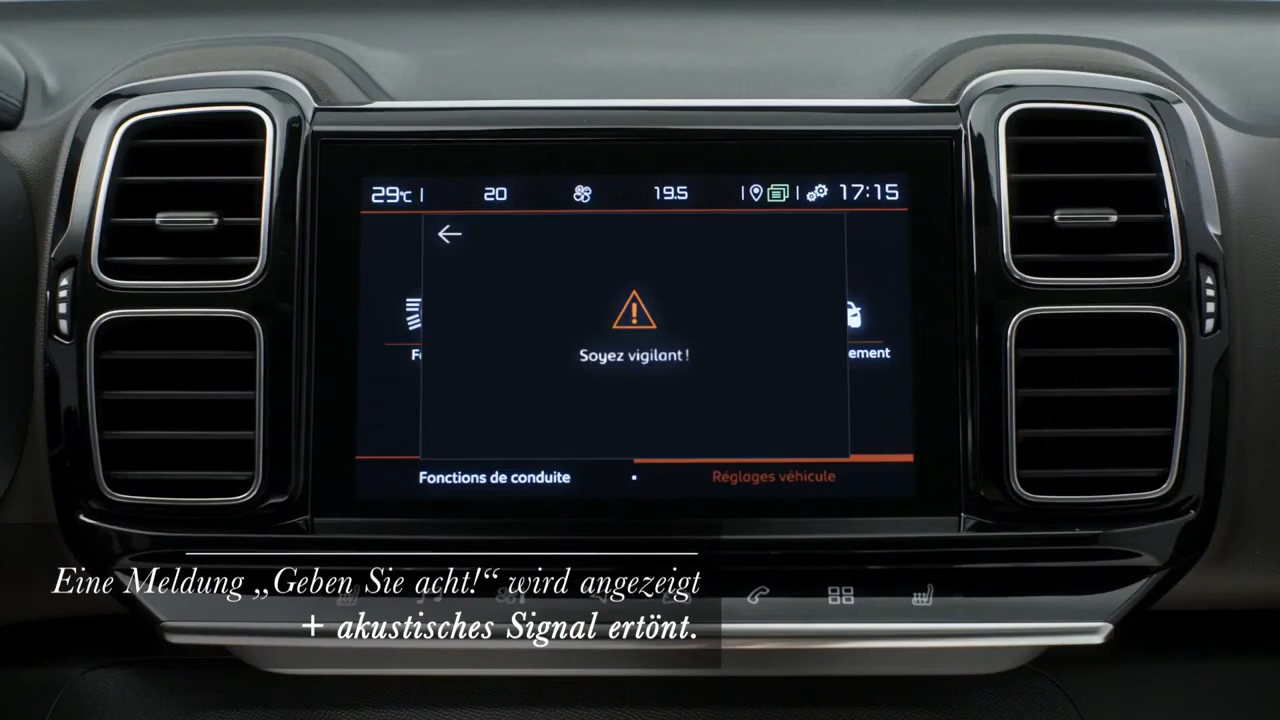 29°C
20
19.5
17:15
Soyez vigilant !
ement
Fonctions de conduite
Réglages véhicule
Eine Meldung „Geben Sie acht!“ wird angezeigt
+ akustisches Signal ertönt.